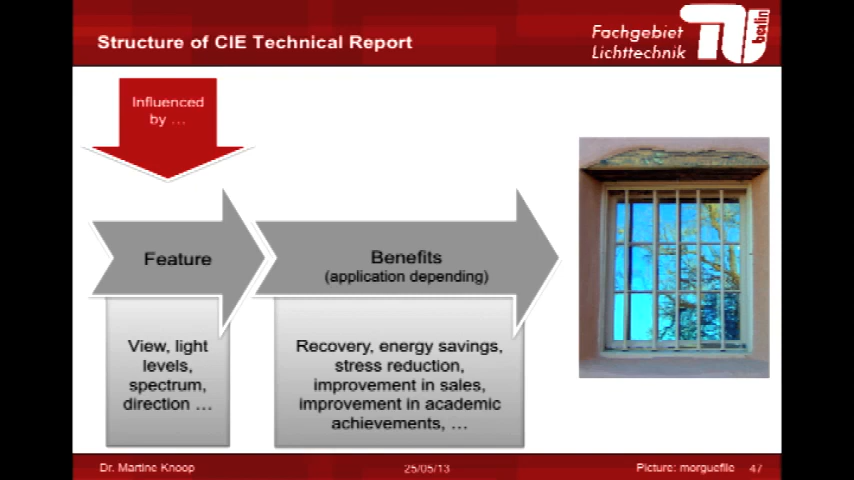 Structure of CIE Technical Report
Fachgebiet
Lichttechnik
berlin
Influenced
by …
Feature
Benefits
(application depending)
View, light
levels,
spectrum,
direction …
Recovery, energy savings,
stress reduction,
improvement in sales,
improvement in academic
achievements, …
Dr. Martine Knoop
25/05/13
Picture: morguefile 47